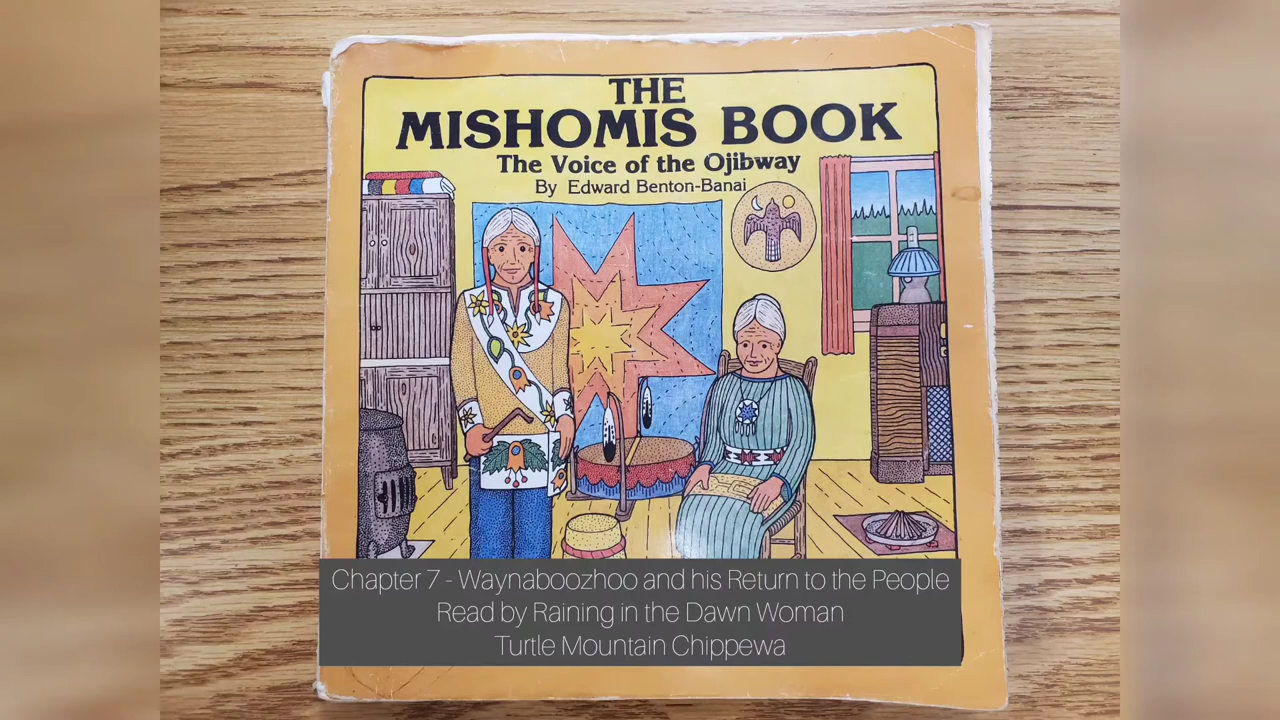 THE
MISHOMIS BOOK
The Voice of the Ojibway
By Edward Benton-Banai
Chapter 7 - Waynaboozhoo and his Return to the People
Read by Raining in the Dawn Woman
Turtle Mountain Chippewa